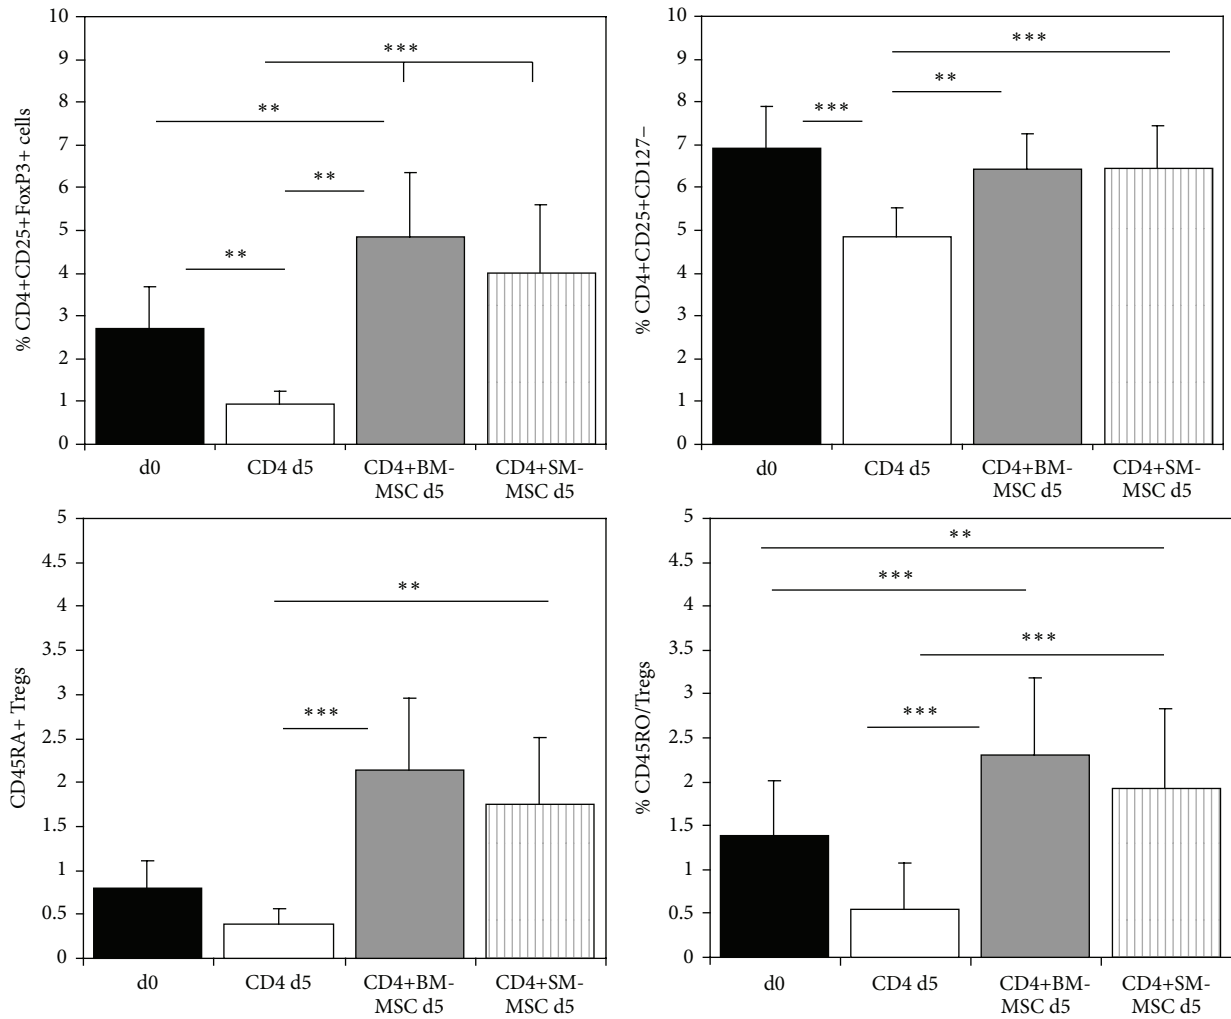 % CD4+CD25+FoxP3+ cells
10
9
8
7
6
5
4
3
2
1
0
***
**
**
**
d0
CD4 d5
CD4+BM-
MSC d5
CD4+SM-
MSC d5
% CD4+CD25+CD127−
10
9
8
7
6
5
4
3
2
1
0
***
**
***
d0
CD4 d5
CD4+BM-
MSC d5
CD4+SM-
MSC d5
CD45RA+ Tregs
5
4.5
4
3.5
3
2.5
2
1.5
1
0.5
0
**
***
d0
CD4 d5
CD4+BM-
MSC d5
CD4+SM-
MSC d5
% CD45RO/Tregs
5
4.5
4
3.5
3
2.5
2
1.5
1
0.5
0
**
***
***
***
d0
CD4 d5
CD4+BM-
MSC d5
CD4+SM-
MSC d5